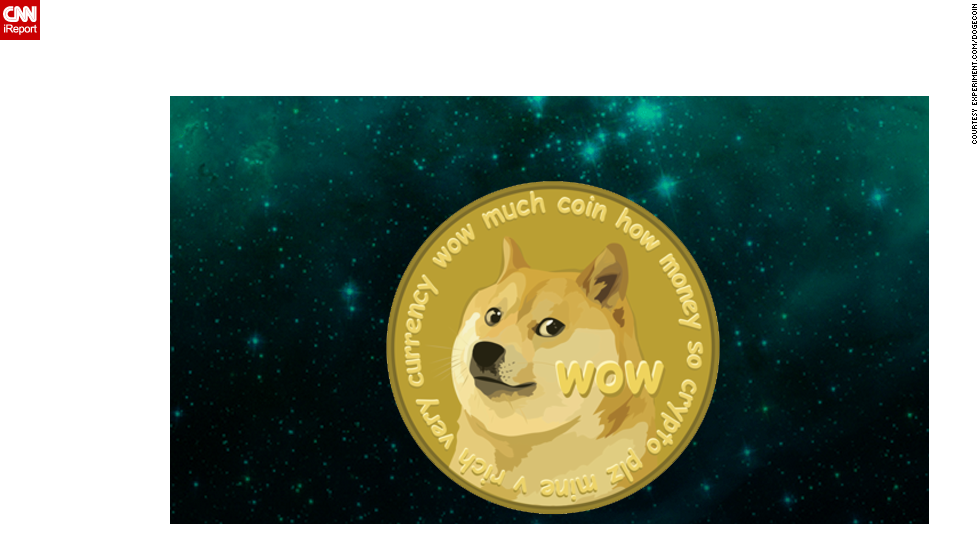 CNN
iReport
COURTESY EXPERIMENT.COM/DOGECOIN
very currency wow much coin how money so crypto plz mine v rich
wow